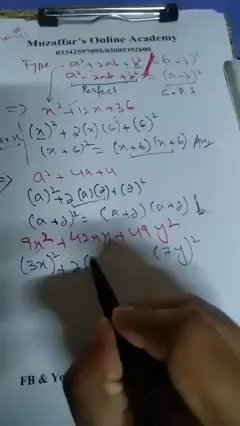 Muzaffar's Online Academy
03342597095/03009392600
Type - a² + 2ab + b²
a² - 2ab + b² (a-b)²
Perfect C.P.S
=> x² + 12x + 36
(x)² + 2(x)(6) + (6)²
(x+6)² = (x+6)(x+6) Ans
=> a² + 4a + 4
(a)² + 2(a)(2) + (2)²
(a+2)² = (a+2)(a+2)
9x² + 42xy + 49y²
(3x)² + 2( (7y)²
FB & Yo